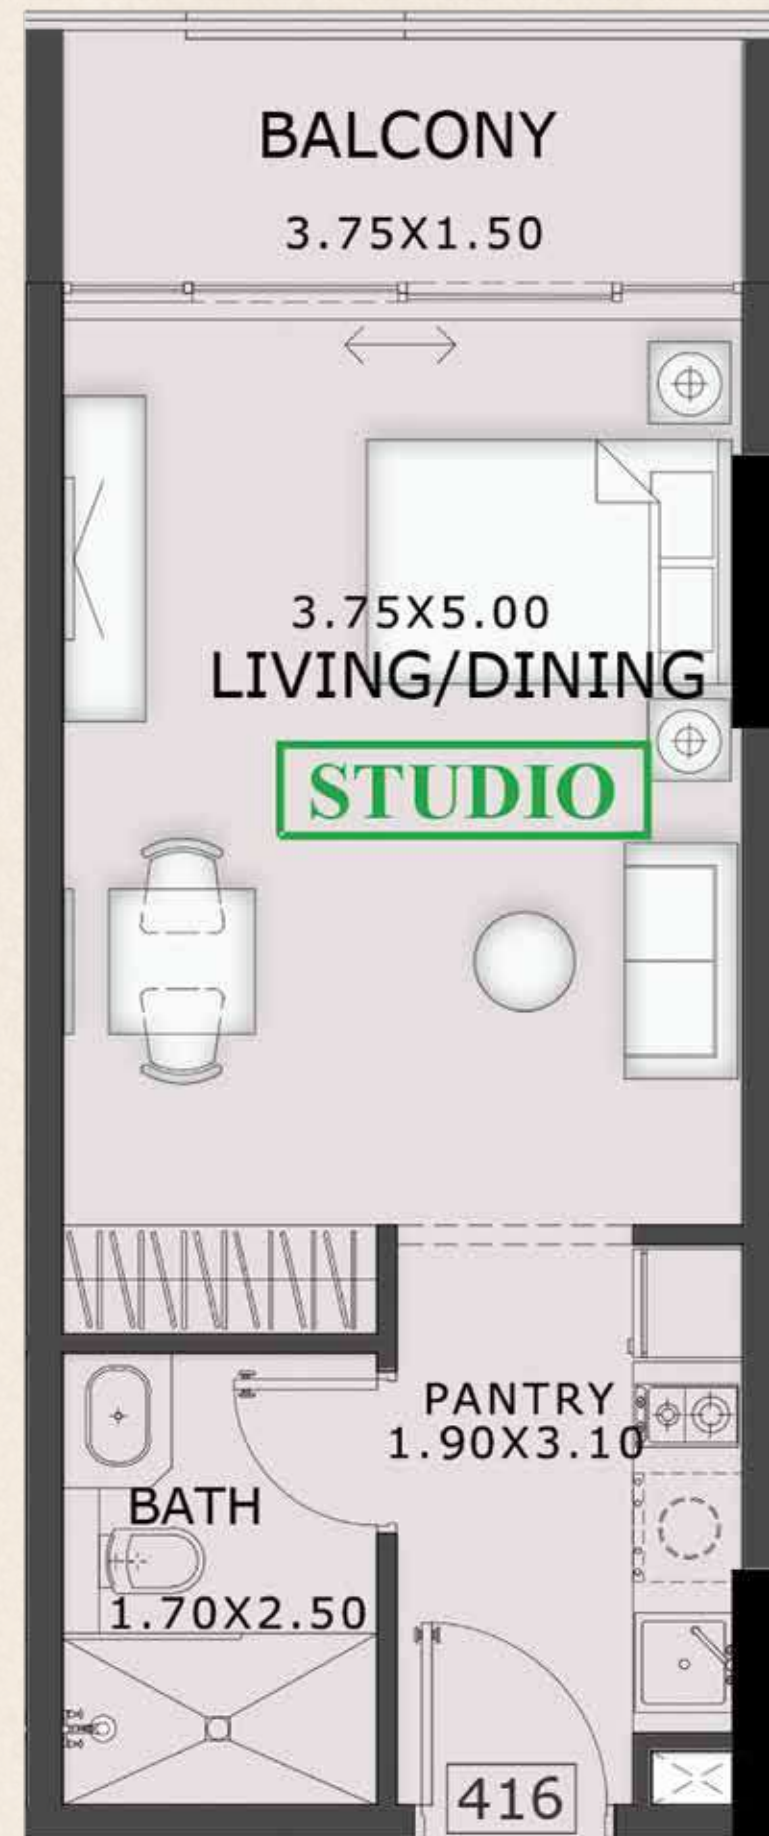 BALCONY
3.75X1.50
3.75X5.00
LIVING/DINING
STUDIO
PANTRY
1.90X3.10
BATH
1.70X2.50
416